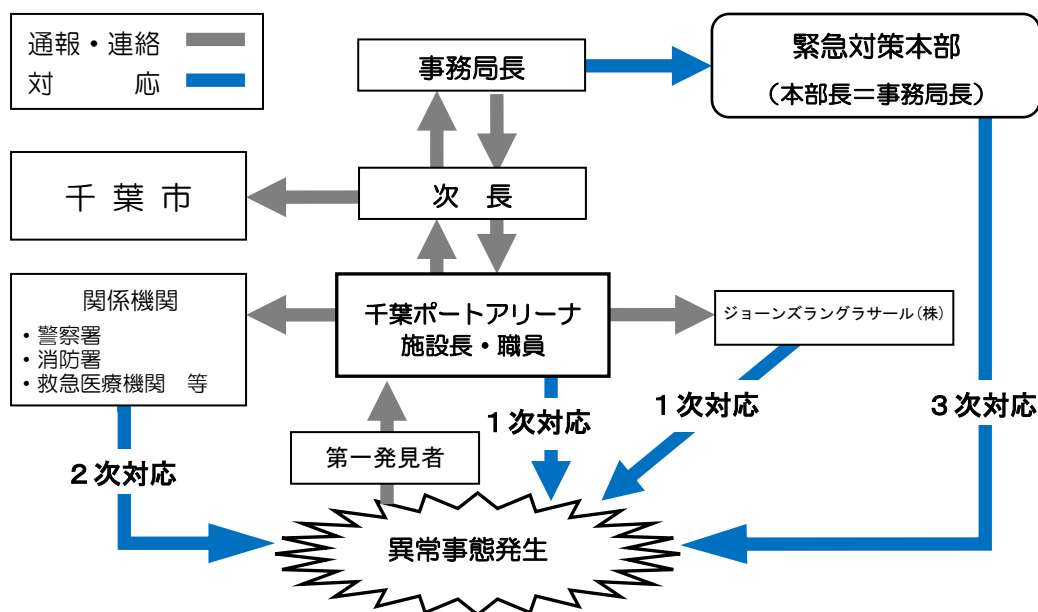 通報・連絡
対　　　応
事務局長
緊急対策本部
（本部長＝事務局長）
千 葉 市
次　長
関係機関
・警察署
・消防署
・救急医療機関　等
千葉ポートアリーナ
施設長・職員
ジョーンズラングラサール(株)
１次対応
１次対応
３次対応
第一発見者
２次対応
異常事態発生